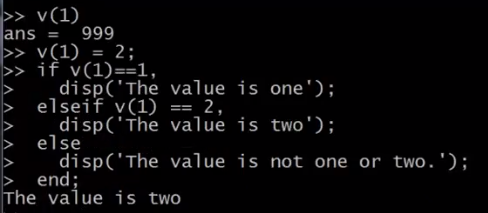 >> v(1)
ans =  999
>> v(1) = 2;
>> if v(1)==1,
>    disp('The value is one');
>  elseif v(1) == 2,
>    disp('The value is two');
>  else
>    disp('The value is not one or two.');
>  end;
The value is two